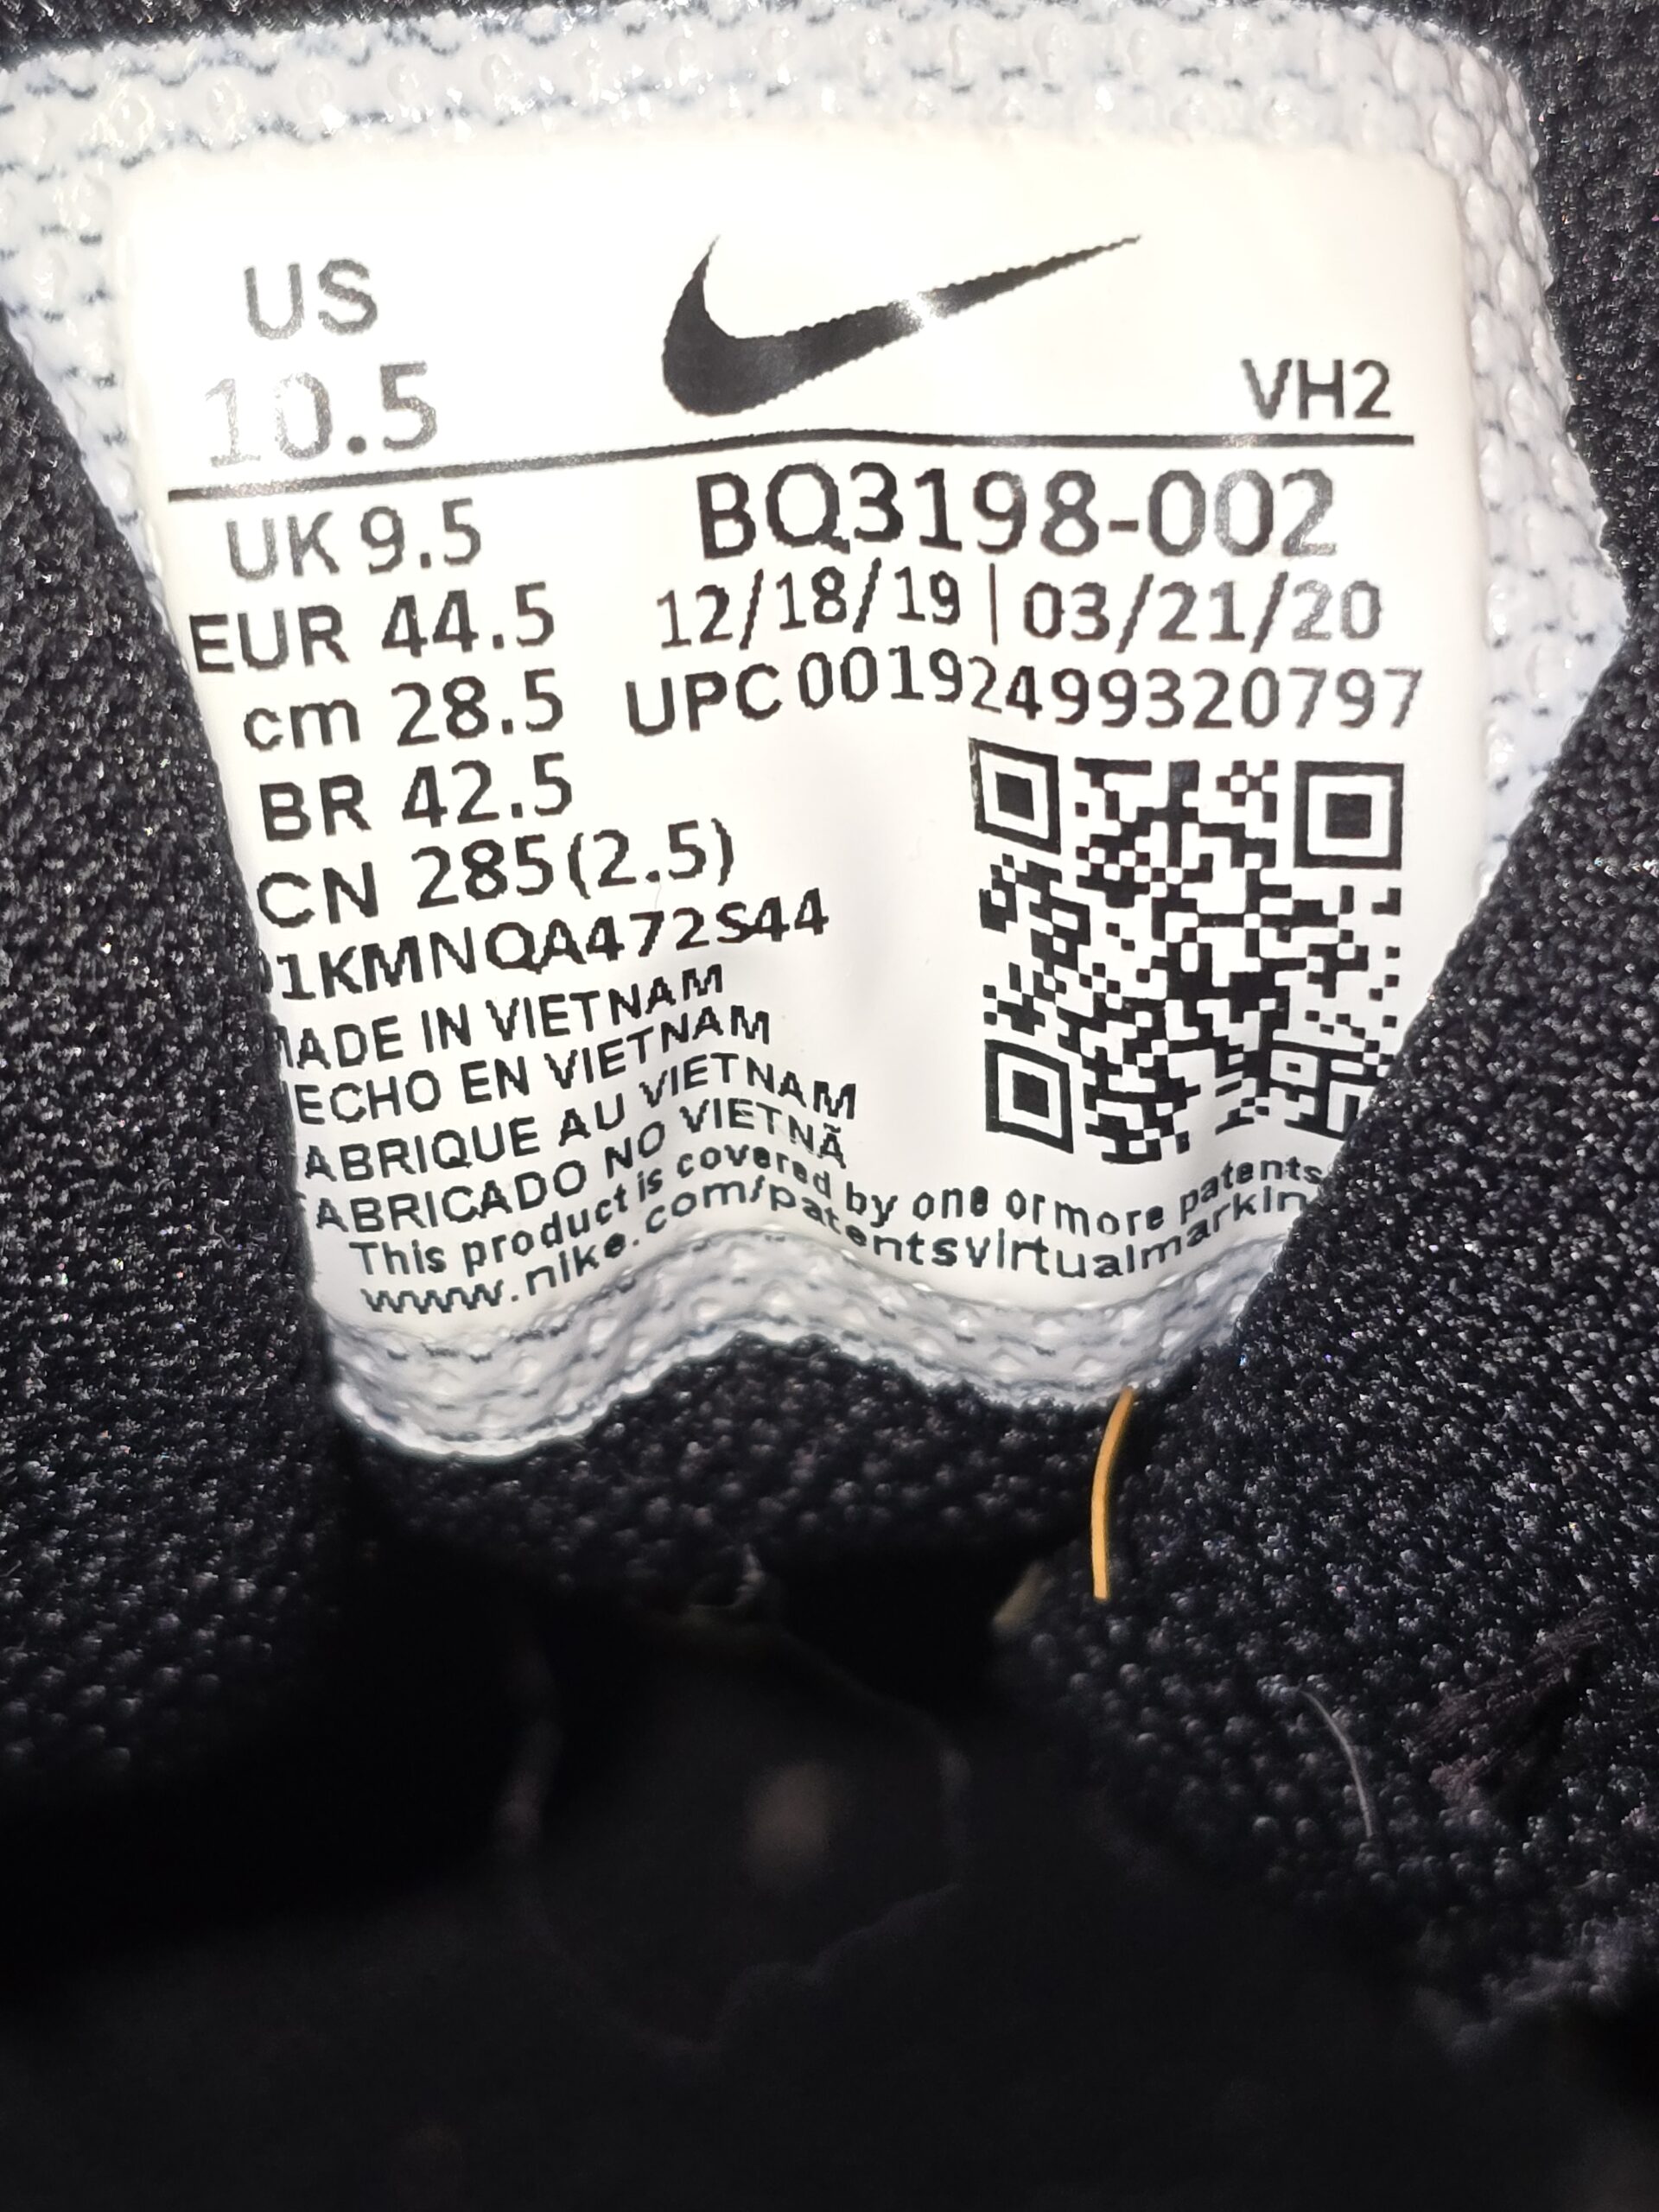 US
10.5
VH2
UK 9.5
BQ3198-002
EUR 44.5
12/18/19 | 03/21/20
cm 28.5
UPC 00192499320797
BR 42.5
CN 285(2.5)
1KMNQA472S44
MADE IN VIETNAM
ECHO EN VIETNAM
ABRIQUE AU VIETNAM
FABRICADO NO VIETNÃ
This product is covered by one or more patents
www.nike.com/patentsvirtualmarkin